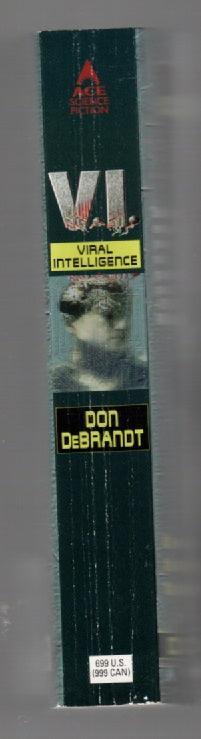 ACE
SCIENCE
FICTION
V.I.
VIRAL
INTELLIGENCE
DON
DeBRANDT
699 U.S.
(999 CAN)